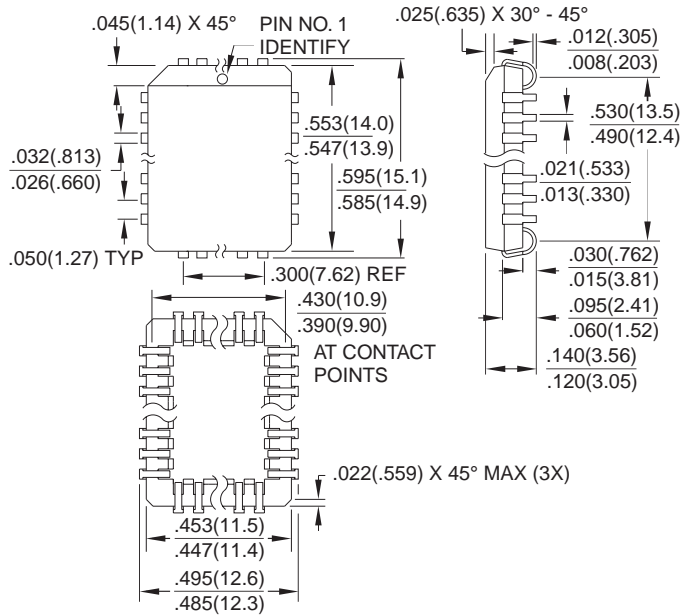 .045(1.14) X 45°
PIN NO. 1
IDENTIFY
.025(.635) X 30° - 45°
.012(.305)
.008(.203)
.553(14.0)
.547(13.9)
.530(13.5)
.490(12.4)
.032(.813)
.026(.660)
.595(15.1)
.585(14.9)
.021(.533)
.013(.330)
.050(1.27) TYP
.300(7.62) REF
.030(.762)
.015(3.81)
.430(10.9)
.390(9.90)
AT CONTACT
POINTS
.095(2.41)
.060(1.52)
.140(3.56)
.120(3.05)
.022(.559) X 45° MAX (3X)
.453(11.5)
.447(11.4)
.495(12.6)
.485(12.3)